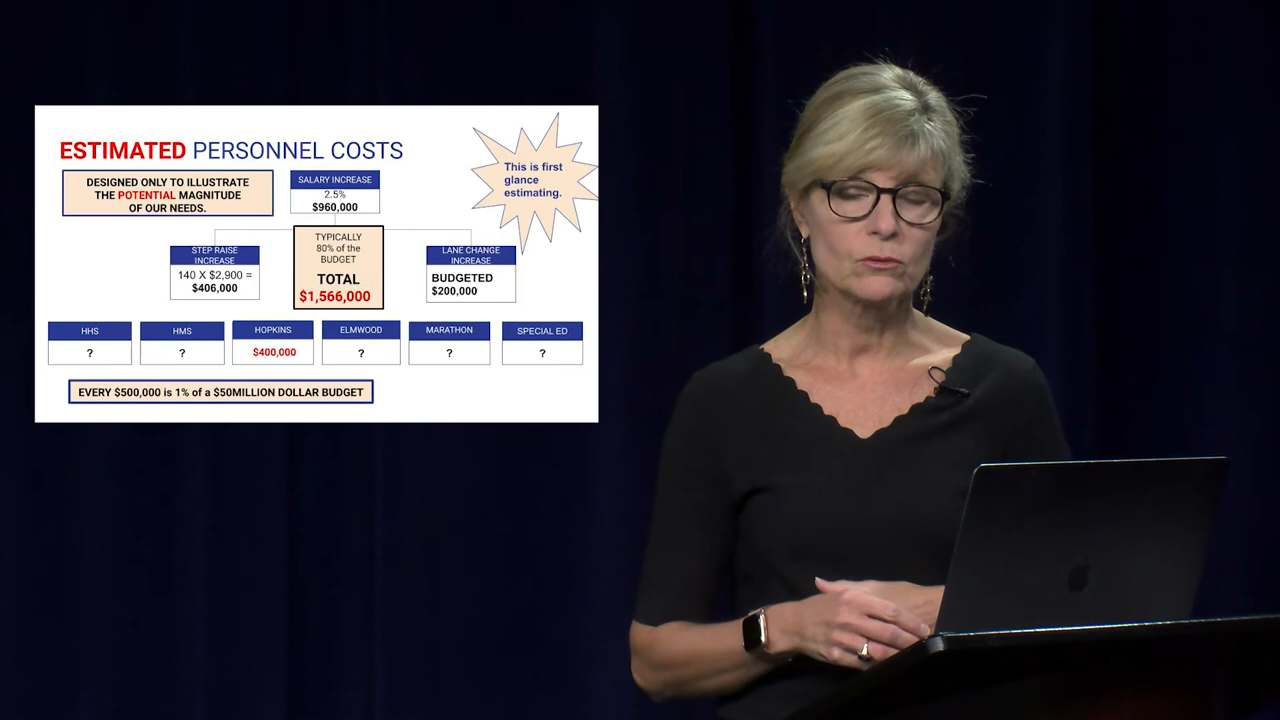 ESTIMATED PERSONNEL COSTS
This is first
glance
estimating.
DESIGNED ONLY TO ILLUSTRATE
THE POTENTIAL MAGNITUDE
OF OUR NEEDS.
SALARY INCREASE
2.5%
$960,000
STEP RAISE
INCREASE
140 X $2,900 =
$406,000
TYPICALLY
80% of the
BUDGET
TOTAL
$1,566,000
LANE CHANGE
INCREASE
BUDGETED
$200,000
HHS
?
HMS
?
HOPKINS
$400,000
ELMWOOD
?
MARATHON
?
SPECIAL ED
?
EVERY $500,000 is 1% of a $50MILLION DOLLAR BUDGET